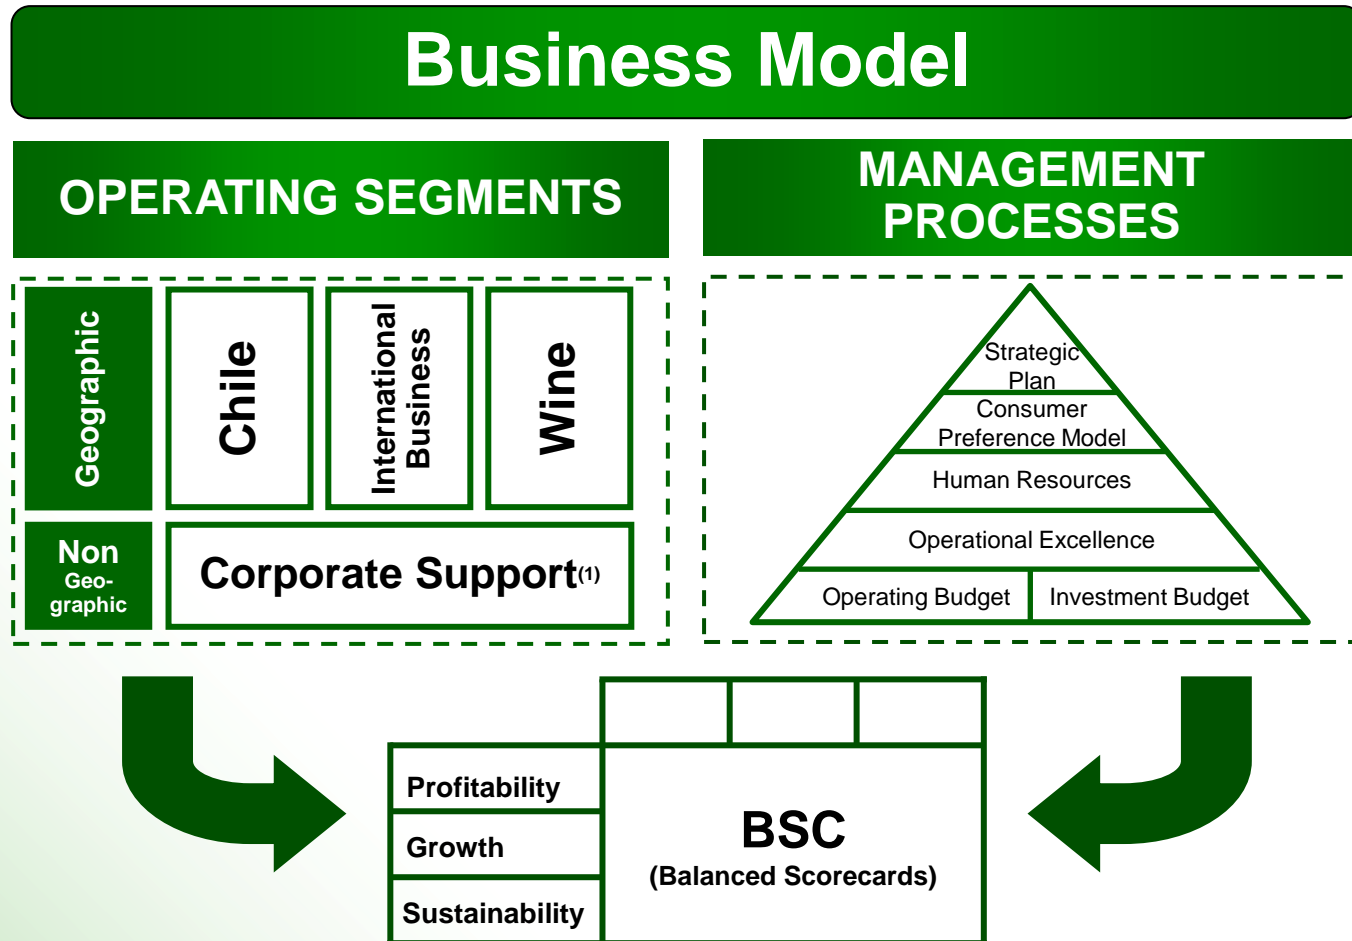 Business Model
OPERATING SEGMENTS
MANAGEMENT
PROCESSES
Geographic
Chile
International
Business
Wine
Non
Geo-
graphic
Corporate Support(1)
Strategic
Plan
Consumer
Preference Model
Human Resources
Operational Excellence
Operating Budget
Investment Budget
Profitability
Growth
Sustainability
BSC
(Balanced Scorecards)